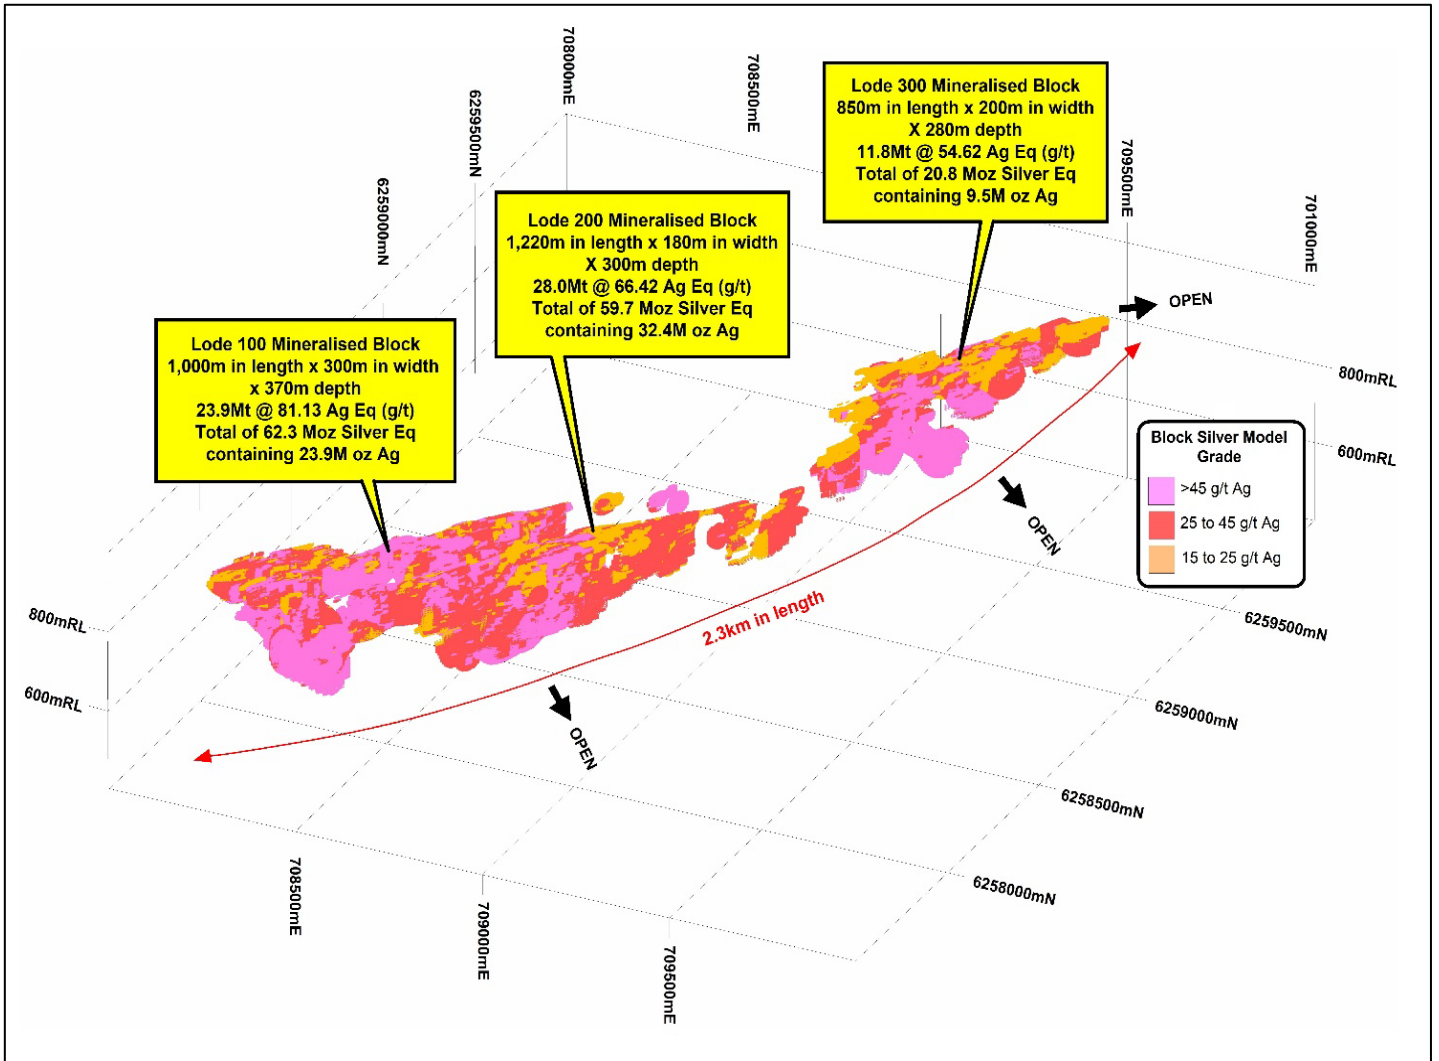 708000mE
708500mE
6259500mN
6259000mN
709500mE
701000mE
Lode 300 Mineralised Block
850m in length x 200m in width
X 280m depth
11.8Mt @ 54.62 Ag Eq (g/t)
Total of 20.8 Moz Silver Eq
containing 9.5M oz Ag
Lode 200 Mineralised Block
1,220m in length x 180m in width
X 300m depth
28.0Mt @ 66.42 Ag Eq (g/t)
Total of 59.7 Moz Silver Eq
containing 32.4M oz Ag
Lode 100 Mineralised Block
1,000m in length x 300m in width
x 370m depth
23.9Mt @ 81.13 Ag Eq (g/t)
Total of 62.3 Moz Silver Eq
containing 23.9M oz Ag
OPEN
800mRL
600mRL
Block Silver Model
Grade
>45 g/t Ag
25 to 45 g/t Ag
15 to 25 g/t Ag
OPEN
2.3km in length
OPEN
800mRL
600mRL
6259500mN
6259000mN
6258500mN
6258000mN
708500mE
709000mE
709500mE